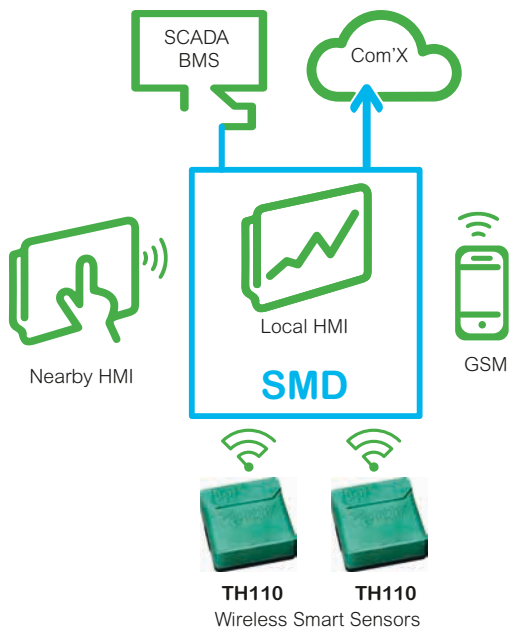 SCADA
BMS
Com'X
Local HMI
Nearby HMI
GSM
SMD
TH110
TH110
Wireless Smart Sensors